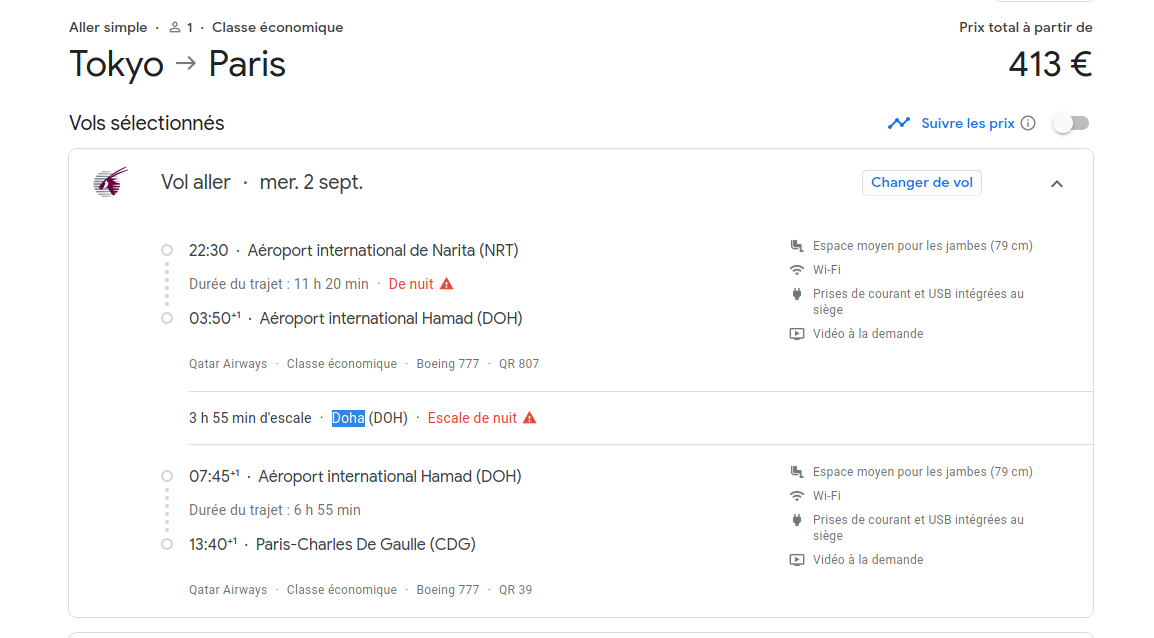 Aller simple · 1 · Classe économique
Prix total à partir de
Tokyo → Paris
413 €
Vols sélectionnés
Suivre les prix
Vol aller · mer. 2 sept.
Changer de vol
22:30 · Aéroport international de Narita (NRT)
Durée du trajet : 11 h 20 min · De nuit
03:50+1 · Aéroport international Hamad (DOH)
Qatar Airways · Classe économique · Boeing 777 · QR 807
Espace moyen pour les jambes (79 cm)
Wi-Fi
Prises de courant et USB intégrées au
siège
Vidéo à la demande
3 h 55 min d'escale · Doha (DOH) · Escale de nuit
07:45+1 · Aéroport international Hamad (DOH)
Durée du trajet : 6 h 55 min
13:40+1 · Paris-Charles De Gaulle (CDG)
Qatar Airways · Classe économique · Boeing 777 · QR 39
Espace moyen pour les jambes (79 cm)
Wi-Fi
Prises de courant et USB intégrées au
siège
Vidéo à la demande